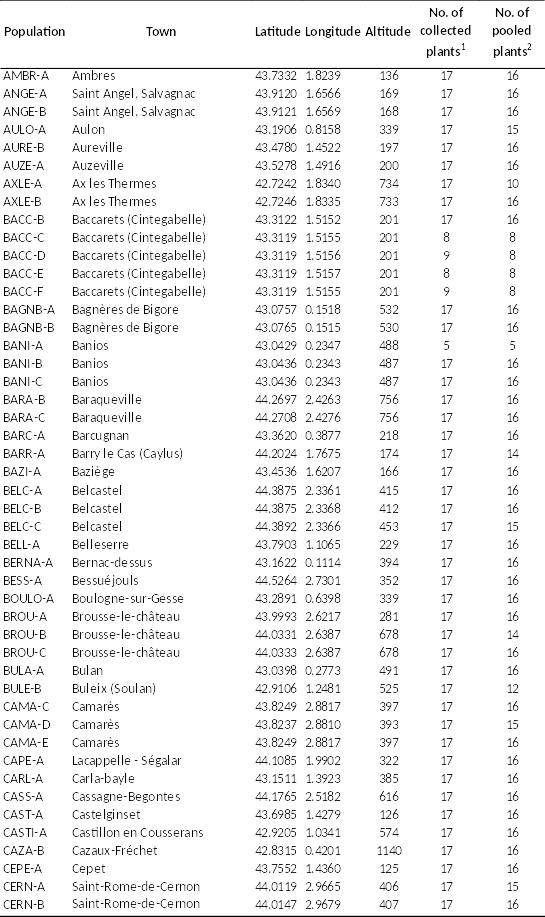 Population Town Latitude Longitude Altitude No. of collected plants1 No. of pooled plants2
AMBR-A Ambres 43.7332 1.8239 136 17 16
ANGE-A Saint Angel, Salvagnac 43.9120 1.6566 169 17 16
ANGE-B Saint Angel, Salvagnac 43.9121 1.6569 168 17 16
AULO-A Aulon 43.1906 0.8158 339 17 15
AURE-B Aureville 43.4780 1.4522 197 17 16
AUZE-A Auzeville 43.5278 1.4916 200 17 16
AXLE-A Ax les Thermes 42.7242 1.8340 734 17 10
AXLE-B Ax les Thermes 42.7246 1.8335 733 17 16
BACC-B Baccarets (Cintegabelle) 43.3122 1.5152 201 17 16
BACC-C Baccarets (Cintegabelle) 43.3119 1.5155 201 8 8
BACC-D Baccarets (Cintegabelle) 43.3119 1.5156 201 9 8
BACC-E Baccarets (Cintegabelle) 43.3119 1.5157 201 8 8
BACC-F Baccarets (Cintegabelle) 43.3119 1.5155 201 9 8
BAGNB-A Bagnères de Bigore 43.0757 0.1518 532 17 16
BAGNB-B Bagnères de Bigore 43.0765 0.1515 530 17 16
BANI-A Banios 43.0429 0.2347 488 5 5
BANI-B Banios 43.0436 0.2343 487 17 16
BANI-C Banios 43.0436 0.2343 487 17 16
BARA-B Baraqueville 44.2697 2.4263 756 17 16
BARA-C Baraqueville 44.2708 2.4276 756 17 16
BARC-A Barcugnan 43.3620 0.3877 218 17 16
BARR-A Barry le Cas (Caylus) 44.2024 1.7675 174 17 14
BAZI-A Baziège 43.4536 1.6207 166 17 16
BELC-A Belcastel 44.3875 2.3361 415 17 16
BELC-B Belcastel 44.3875 2.3368 412 17 16
BELC-C Belcastel 44.3892 2.3366 453 17 15
BELL-A Belleserre 43.7903 1.1065 229 17 16
BERNA-A Bernac-dessus 43.1622 0.1114 394 17 16
BESS-A Bessuéjouls 44.5264 2.7301 352 17 16
BOULO-A Boulogne-sur-Gesse 43.2891 0.6398 339 17 16
BROU-A Brousse-le-château 43.9993 2.6217 281 17 16
BROU-B Brousse-le-château 44.0331 2.6387 678 17 14
BROU-C Brousse-le-château 44.0333 2.6387 678 17 16
BULA-A Bulan 43.0398 0.2773 491 17 16
BULE-B Buleix (Soulan) 42.9106 1.2481 525 17 12
CAMA-C Camarès 43.8249 2.8817 397 17 16
CAMA-D Camarès 43.8237 2.8810 393 17 15
CAMA-E Camarès 43.8249 2.8817 397 17 16
CAPE-A Lacappelle - Ségalar 44.1085 1.9902 322 17 16
CARL-A Carla-bayle 43.1511 1.3923 385 17 16
CASS-A Cassagne-Begontes 44.1765 2.5182 616 17 16
CAST-A Castelginset 43.6985 1.4279 126 17 16
CASTI-A Castillon en Cousserans 42.9205 1.0341 574 17 16
CAZA-B Cazaux-Fréchet 42.8315 0.4201 1140 17 16
CEPE-A Cepet 43.7552 1.4360 125 17 16
CERN-A Saint-Rome-de-Cernon 44.0119 2.9665 406 17 15
CERN-B Saint-Rome-de-Cernon 44.0147 2.9679 407 17 16